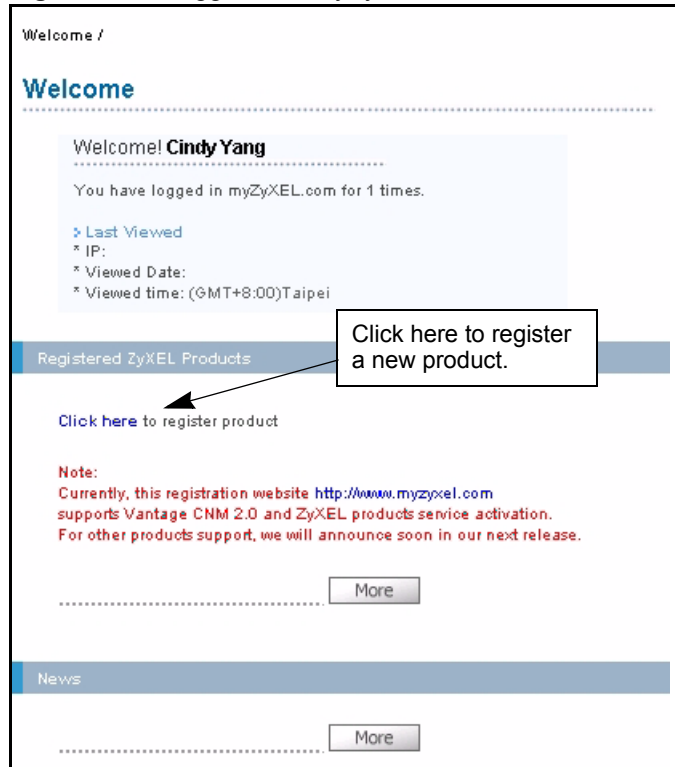 Welcome /
Welcome
Welcome! Cindy Yang
You have logged in myZyXEL.com for 1 times.
Last Viewed
* IP:
* Viewed Date:
* Viewed time: (GMT+8:00)Taipei
Click here to register
a new product.
Registered ZyXEL Products
Click here to register product
Note:
Currently, this registration website http://www.myzyxel.com
supports Vantage CNM 2.0 and ZyXEL products service activation.
For other products support, we will announce soon in our next release.
More
News
More